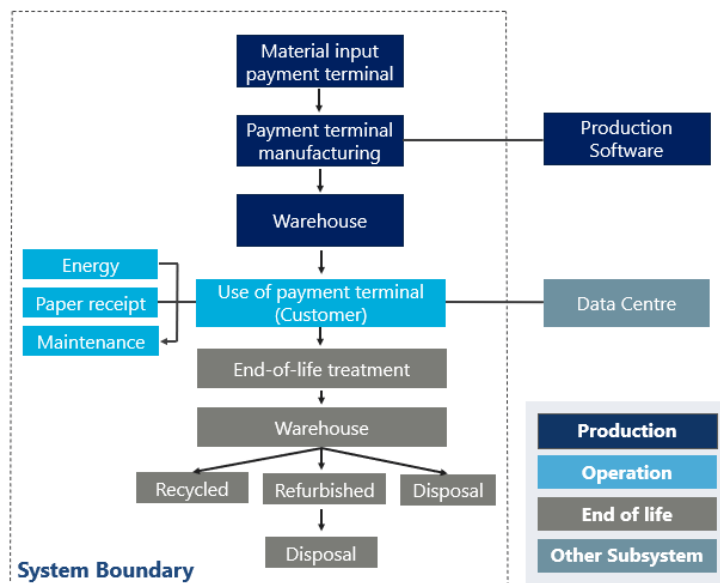 Material input
payment terminal
Payment terminal
manufacturing
Production
Software
Warehouse
Energy
Paper receipt
Maintenance
Use of payment terminal
(Customer)
Data Centre
End-of-life treatment
Warehouse
Recycled
Refurbished
Disposal
Disposal
System Boundary
Production
Operation
End of life
Other Subsystem